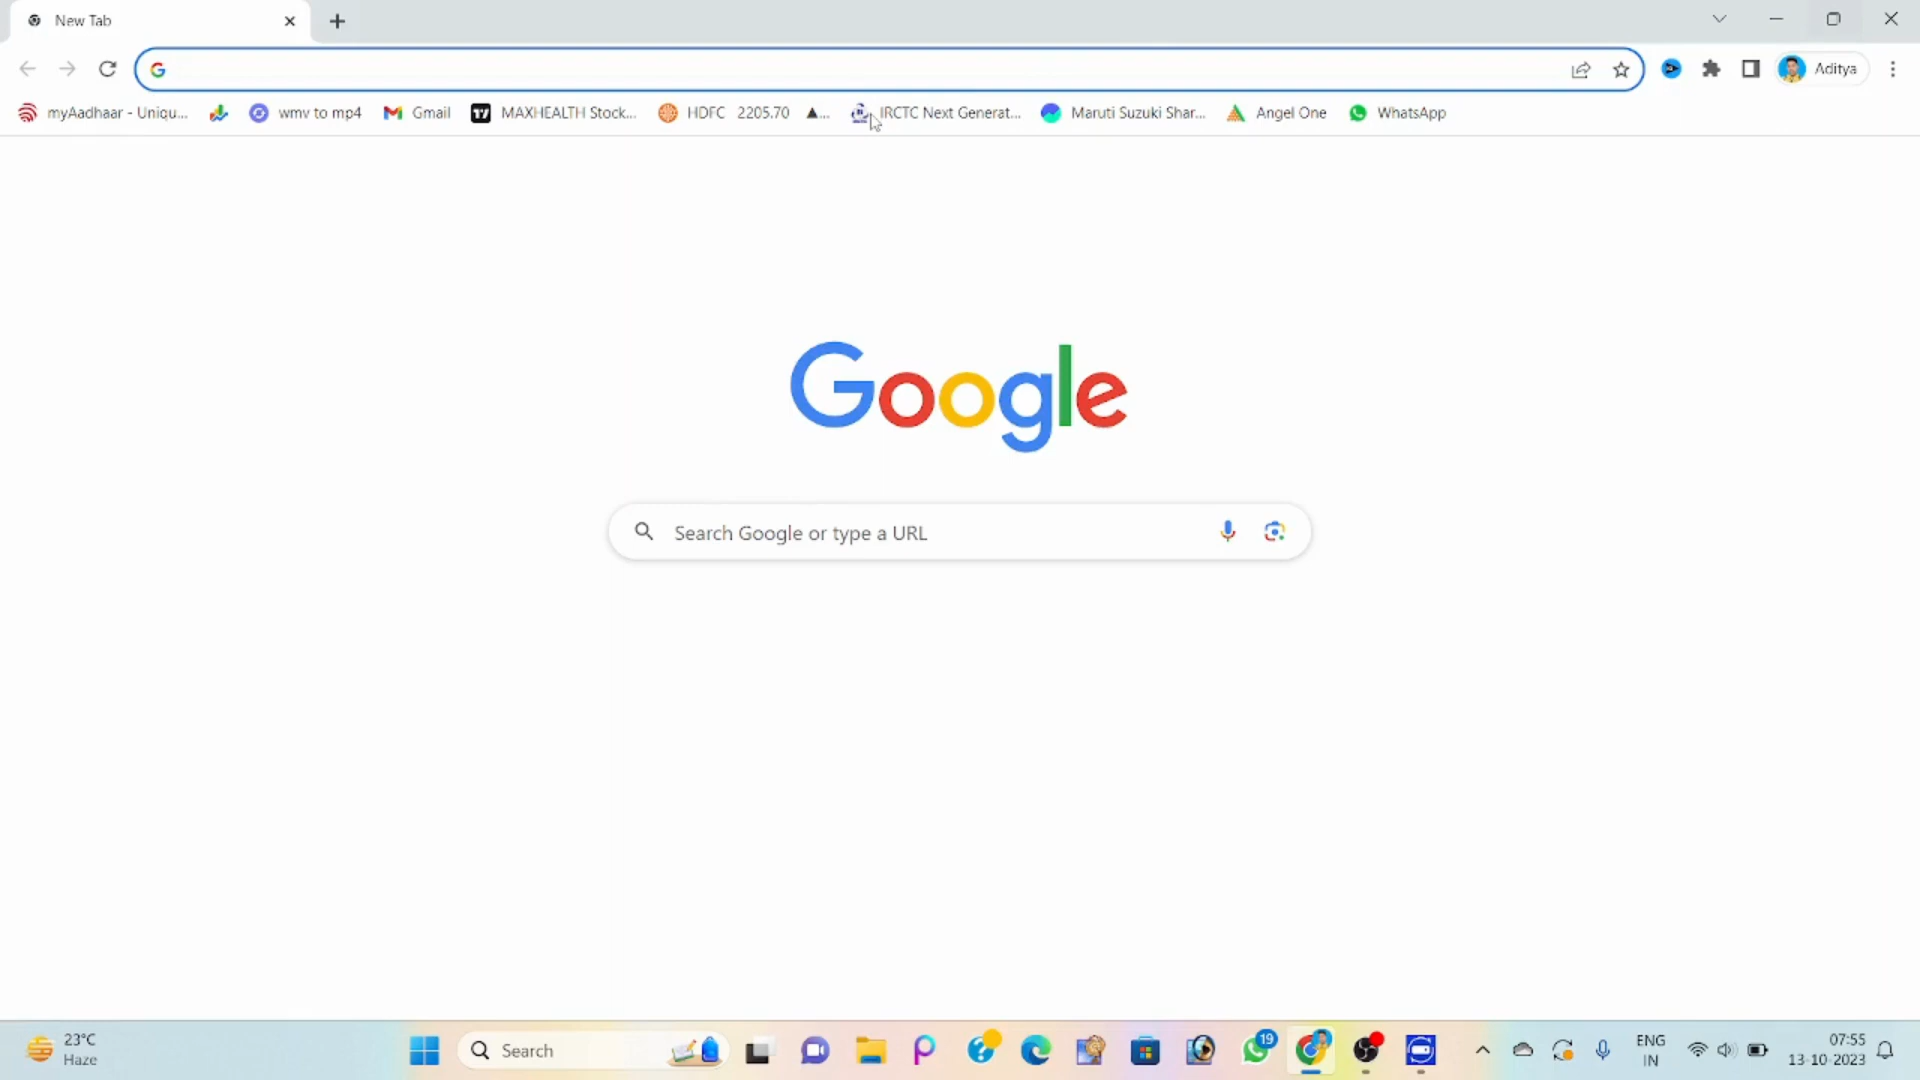 New Tab
Aditya
myAadhaar - Uniqu...
wmv to mp4
Gmail
MAXHEALTH Stock...
HDFC 2205.70 ▲...
IRCTC Next Generat...
Maruti Suzuki Shar...
Angel One
WhatsApp
Google
Search Google or type a URL
23°C
Haze
Search
19
ENG
IN
07:55
13-10-2023